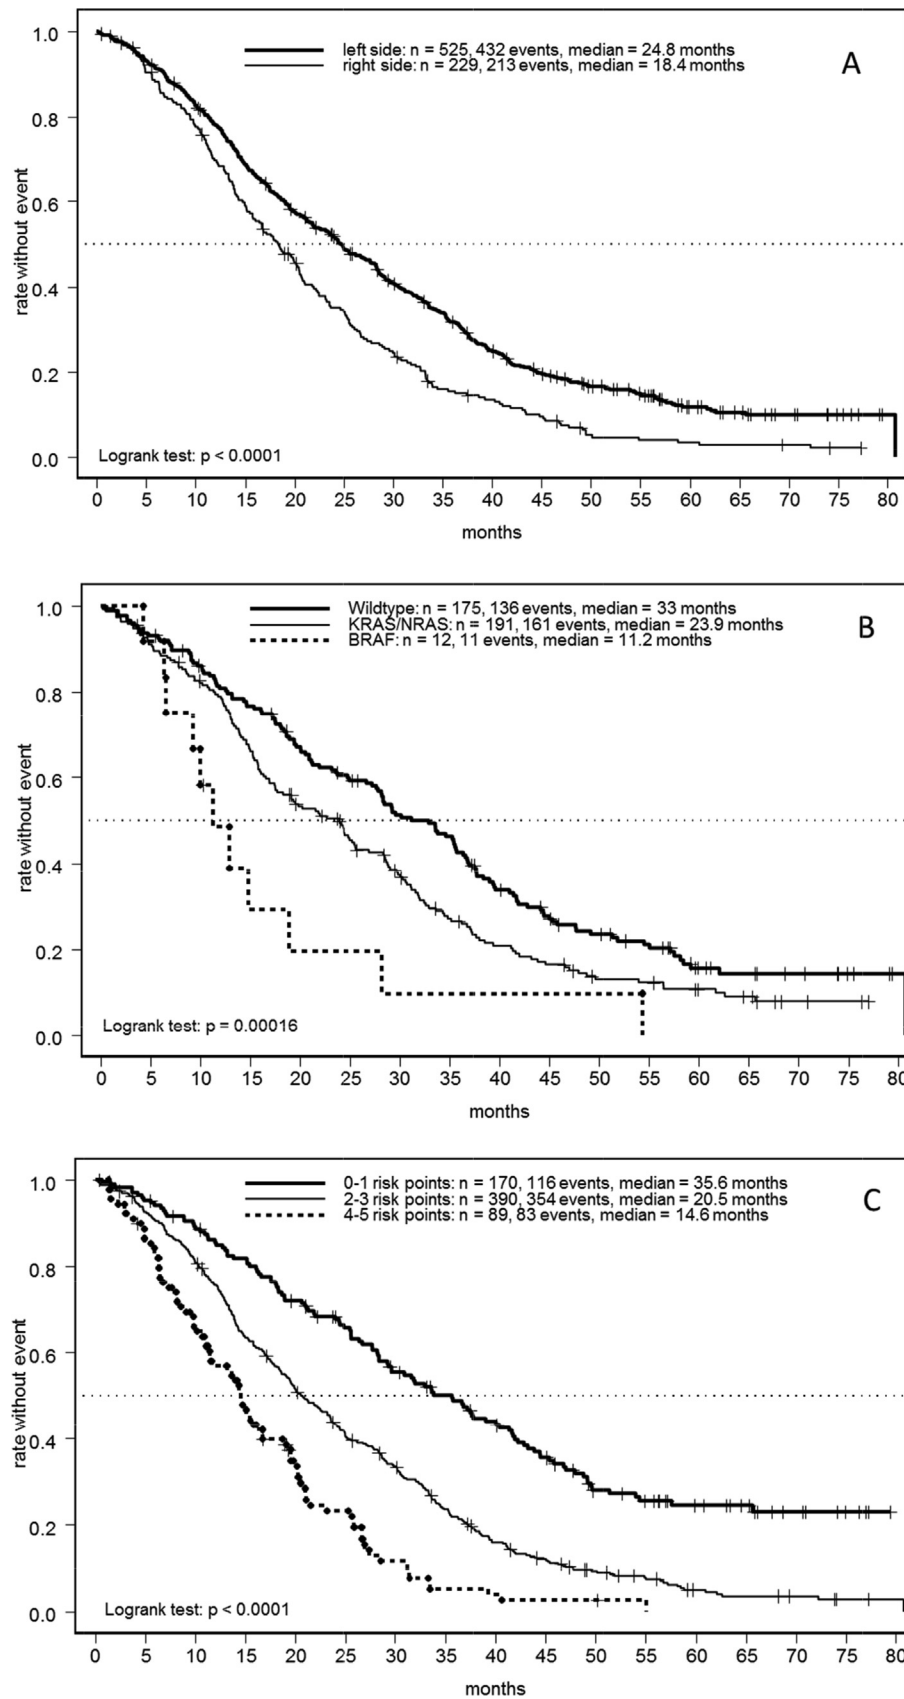 left side: n = 525, 432 events, median = 24.8 months
right side: n = 229, 213 events, median = 18.4 months
A
rate without event
1.0
0.8
0.6
0.4
0.2
0.0
Logrank test: p < 0.0001
0 5 10 15 20 25 30 35 40 45 50 55 60 65 70 75 80
months
Wildtype: n = 175, 136 events, median = 33 months
KRAS/NRAS: n = 191, 161 events, median = 23.9 months
BRAF: n = 12, 11 events, median = 11.2 months
B
rate without event
1.0
0.8
0.6
0.4
0.2
0.0
Logrank test: p = 0.00016
0 5 10 15 20 25 30 35 40 45 50 55 60 65 70 75 80
months
0-1 risk points: n = 170, 116 events, median = 35.6 months
2-3 risk points: n = 390, 354 events, median = 20.5 months
4-5 risk points: n = 89, 83 events, median = 14.6 months
C
rate without event
1.0
0.8
0.6
0.4
0.2
0.0
Logrank test: p < 0.0001
0 5 10 15 20 25 30 35 40 45 50 55 60 65 70 75 80
months